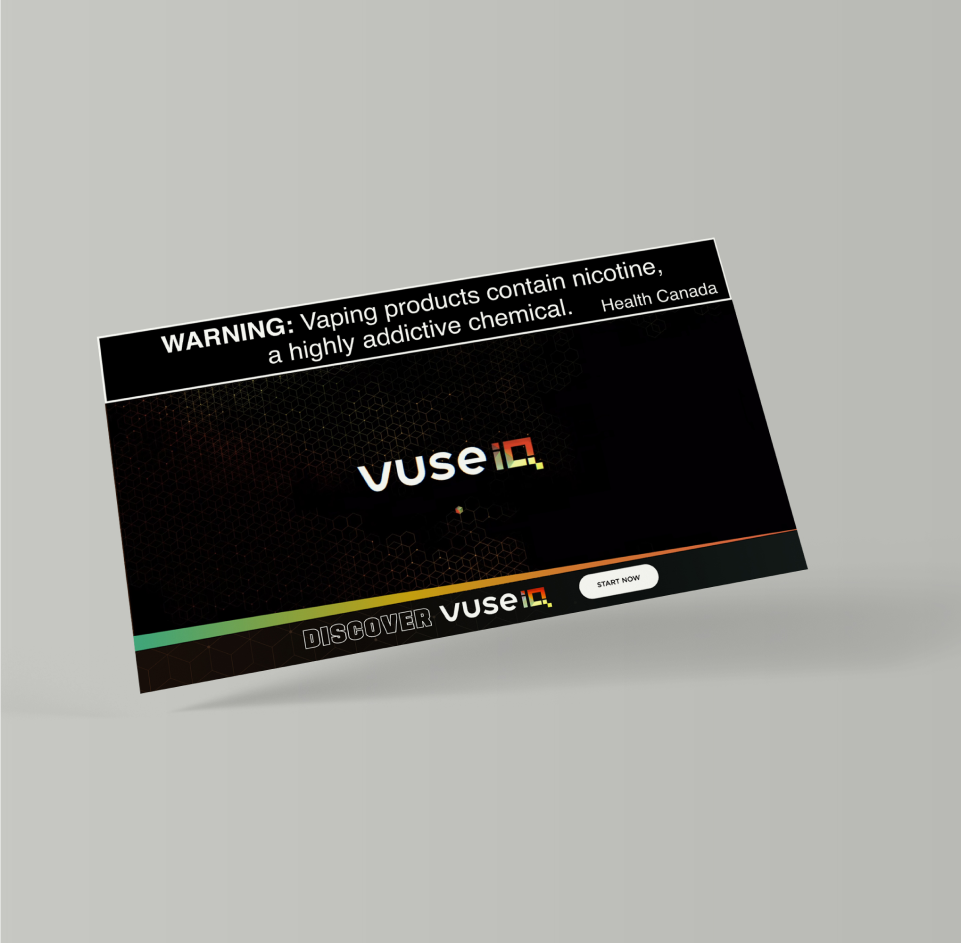 WARNING: Vaping products contain nicotine,
a highly addictive chemical. Health Canada
VUSE iQ
DISCOVER VUSE iQ START NOW